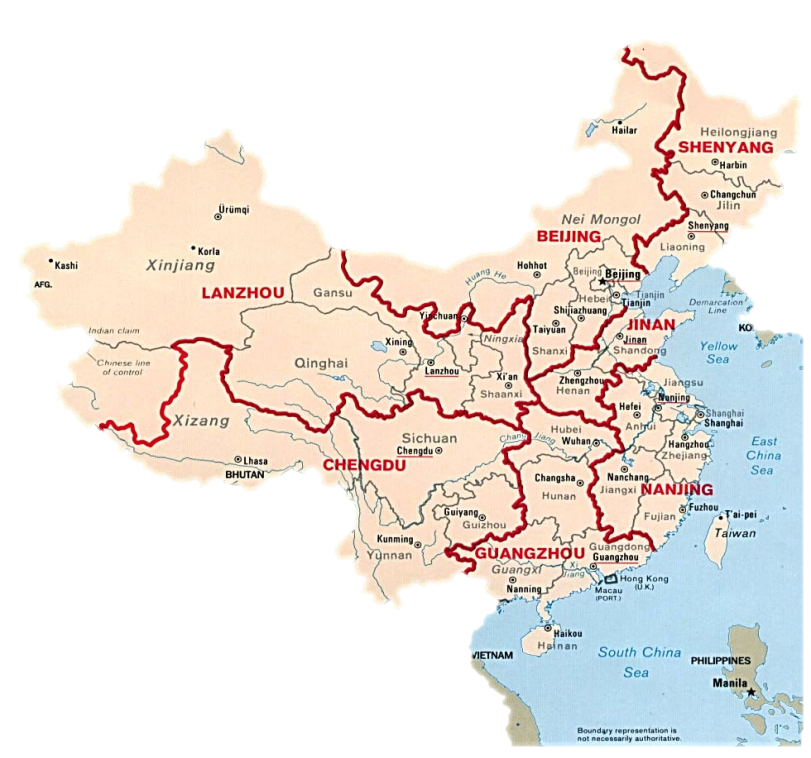 Hailar
Heilongjiang
SHENYANG
Harbin
Changchun
Jilin
Ürümqi
Nei Mongol
Shenyang
BEIJING
Liaoning
Korla
Kashi
Xinjiang
Hohhot
Huang He
Beijing
Beijing
AFG.
LANZHOU
Gansu
Hebei
Tianjin
Tianjin
Demarcation
Line
Shijiazhuang
Yinchuan
JINAN
KO
Indian claim
Taiyuan
Ningxia
Xining
Jinan
Yellow
Sea
Shanxi
Shandong
Chinese line
of control
Qinghai
Lanzhou
Xi'an
Zhengzhou
Henan
Jiangsu
Shaanxi
Nanjing
Hefei
Shanghai
Shanghai
Xizang
Anhui
Hubei
Sichuan
Chang Jiang
Wuhan
Hangzho
Zhejiang
East
China
Sea
Chengdu
Lhasa
CHENGDU
BHUTAN
Changsha
Nanchang
Jiangxi
NANJING
Hunan
Guiyang
Guizhou
Fuzhou
Fujian
T'ai-pei
Taiwan
Kunming
Yunnan
GUANGZHOU
Guangdong
Guangzhou
Guangxi
Xi
Jiang
Hong Kong
(U.K.)
Nanning
Macau
(PORT.)
Haikou
Hainan
VIETNAM
South China
Sea
PHILIPPINES
Manila
Boundary representation is
not necessarily authoritative.